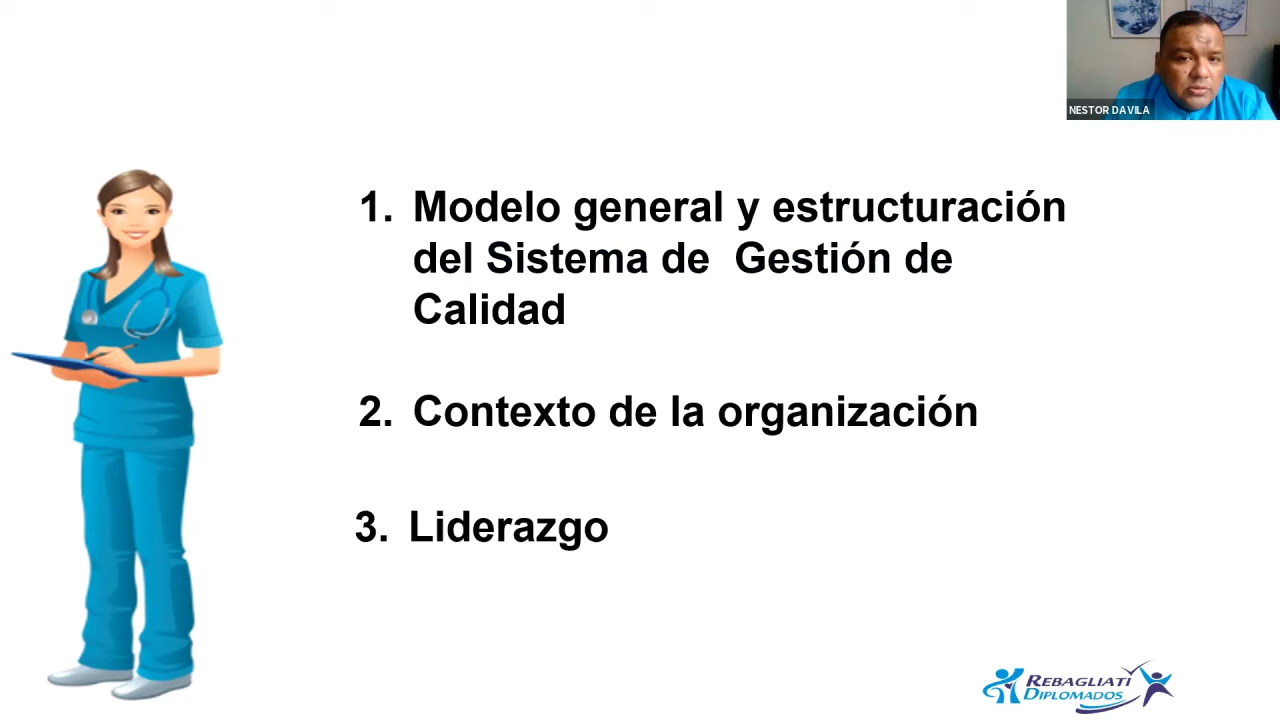 NESTOR DAVILA
1. Modelo general y estructuración
del Sistema de Gestión de
Calidad
2. Contexto de la organización
3. Liderazgo
REBAGLIATI
DIPLOMADOS